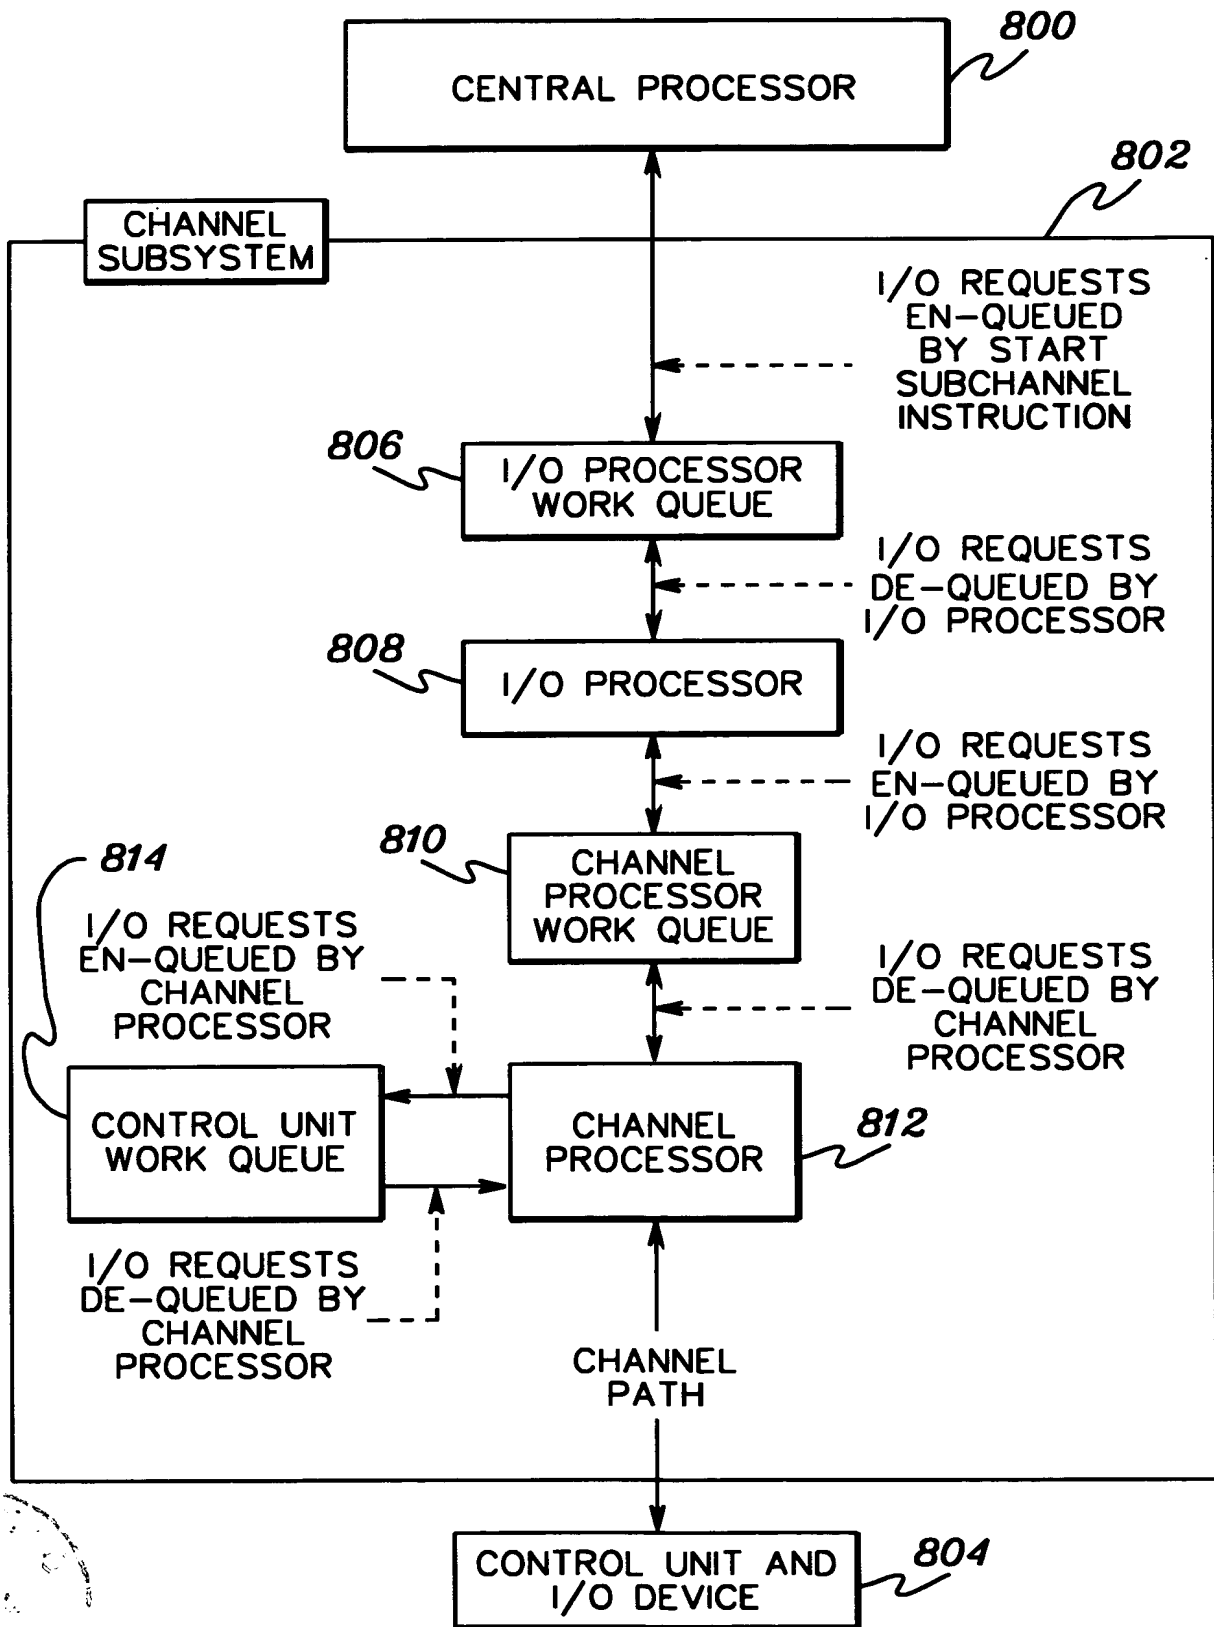 800
CENTRAL PROCESSOR
802
CHANNEL
SUBSYSTEM
I/O REQUESTS
EN-QUEUED
BY START
SUBCHANNEL
INSTRUCTION
806
I/O PROCESSOR
WORK QUEUE
I/O REQUESTS
DE-QUEUED BY
I/O PROCESSOR
808
I/O PROCESSOR
I/O REQUESTS
EN-QUEUED BY
I/O PROCESSOR
810
CHANNEL
PROCESSOR
WORK QUEUE
814
I/O REQUESTS
EN-QUEUED BY
CHANNEL
PROCESSOR
I/O REQUESTS
DE-QUEUED BY
CHANNEL
PROCESSOR
CONTROL UNIT
WORK QUEUE
CHANNEL
PROCESSOR
812
I/O REQUESTS
DE-QUEUED BY
CHANNEL
PROCESSOR
CHANNEL
PATH
CONTROL UNIT AND
I/O DEVICE
804